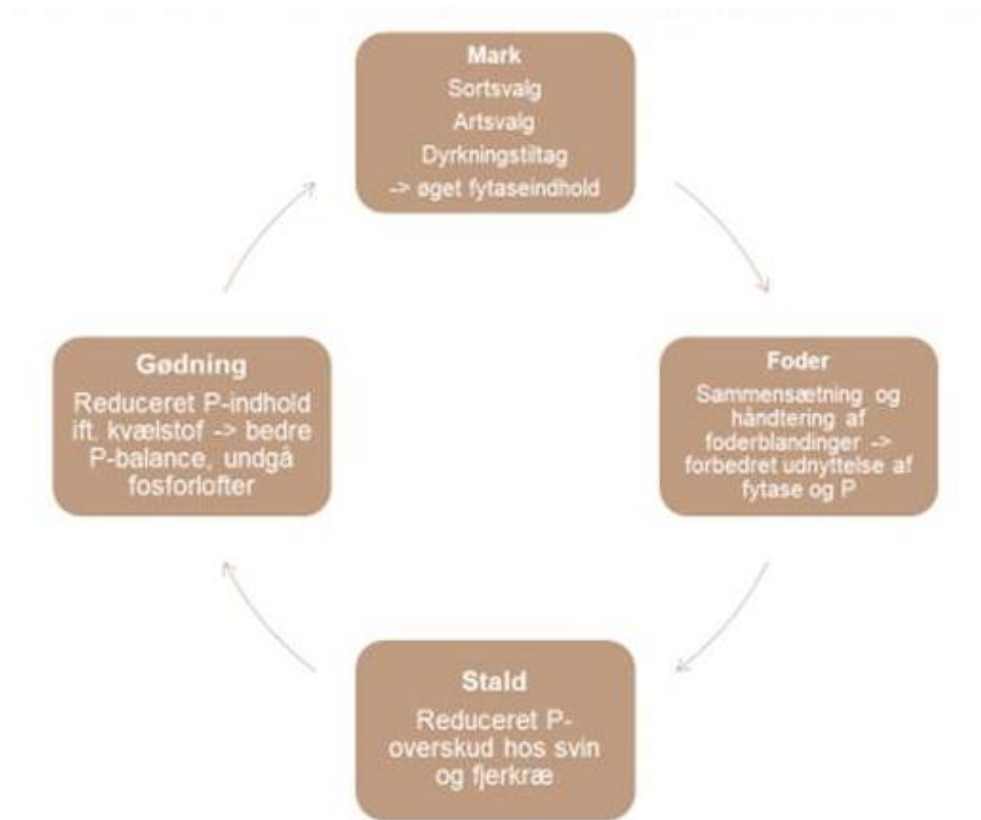 Mark
Sortsvalg
Artsvalg
Dyrkningstiltag
-> øget fytaseindhold
Foder
Sammensætning og
håndtering af
foderblandinger ->
forbedret udnyttelse af
fytase og P
Stald
Reduceret P-
overskud hos svin
og fjerkræ
Gødning
Reduceret P-indhold
ift. kvælstof -> bedre
P-balance, undgå
fosforlofter